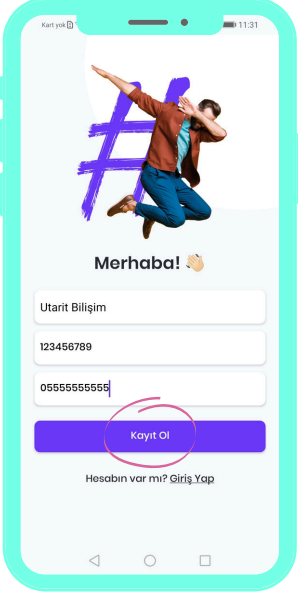 Kart yok
11:31
#
Merhaba! 👋🏻
Utarit Bilişim
123456789
05555555555
Kayıt Ol
Hesabın var mı? Giriş Yap